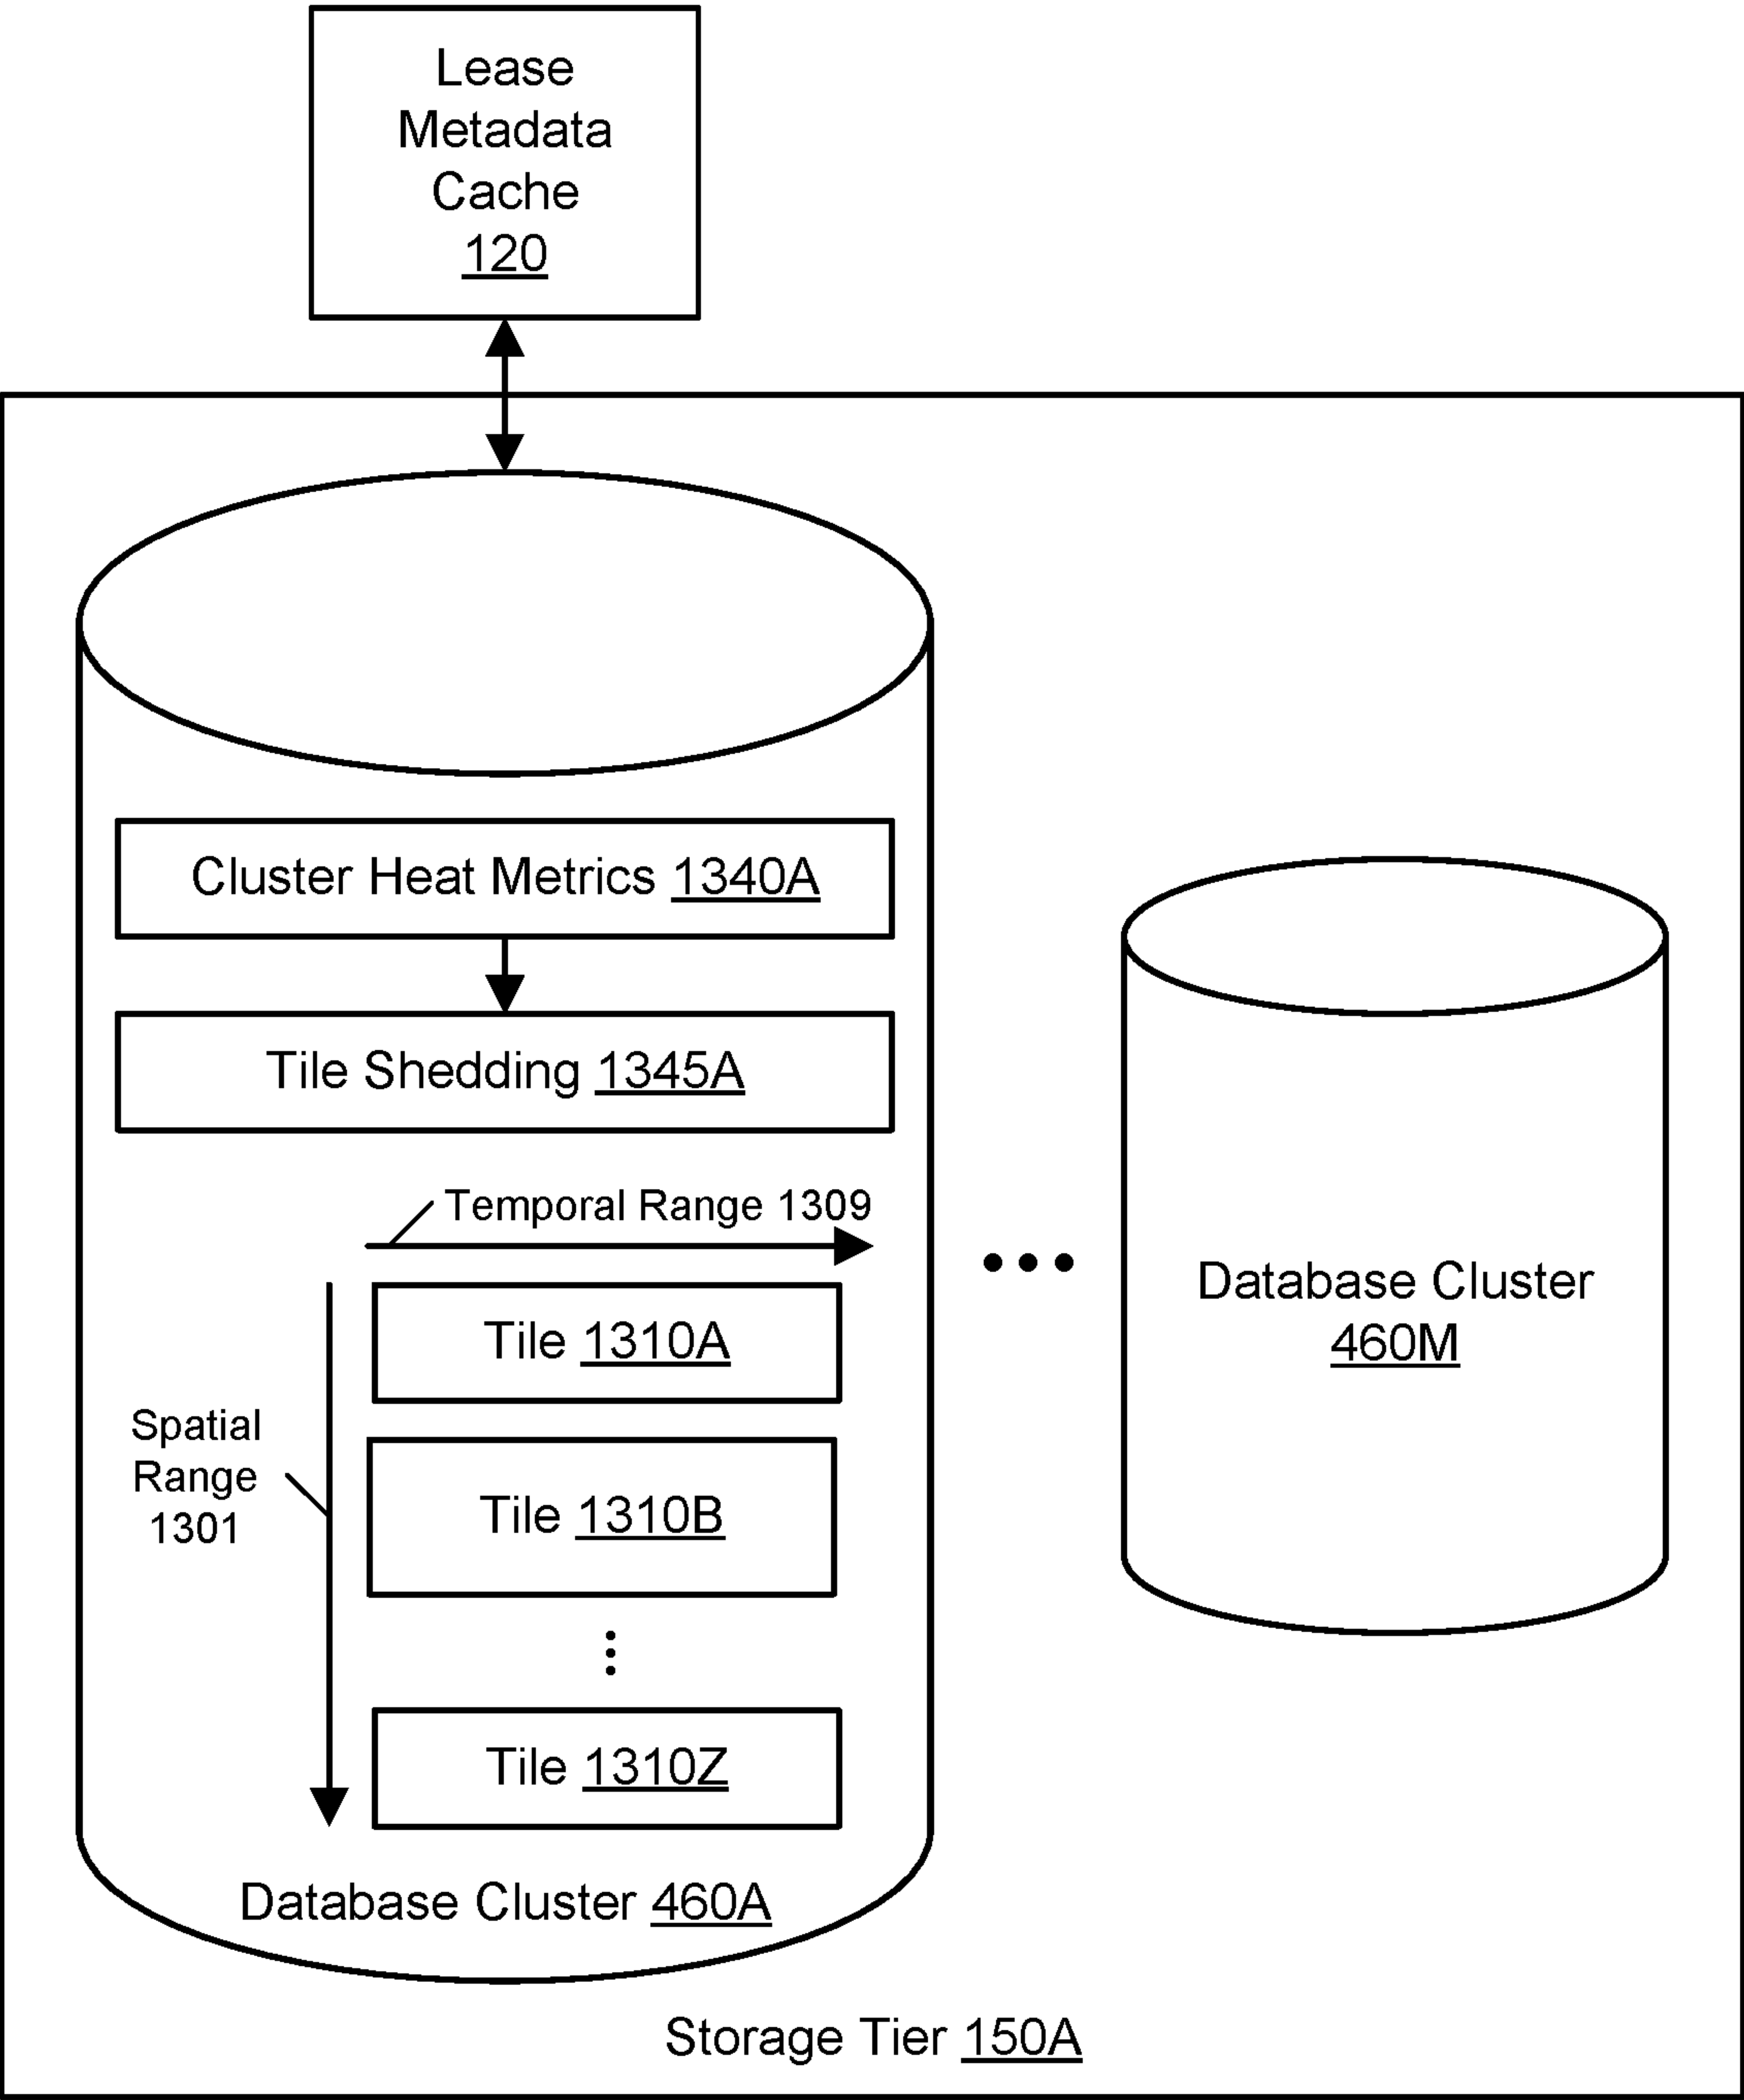 Lease
Metadata
Cache
120
Cluster Heat Metrics 1340A
Tile Shedding 1345A
Temporal Range 1309
Tile 1310A
Spatial
Range
1301
Tile 1310B
Tile 1310Z
Database Cluster 460A
Database Cluster
460M
Storage Tier 150A